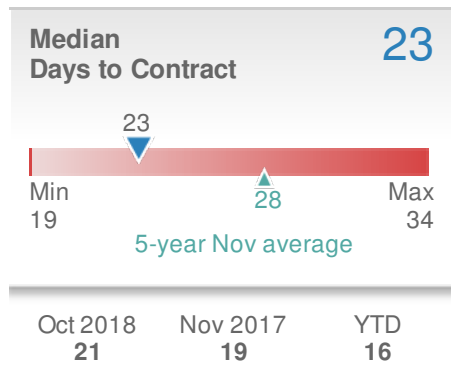 Median
Days to Contract
23
23
Min
19
28
Max
34
5-year Nov average
Oct 2018 Nov 2017 YTD
21 19 16